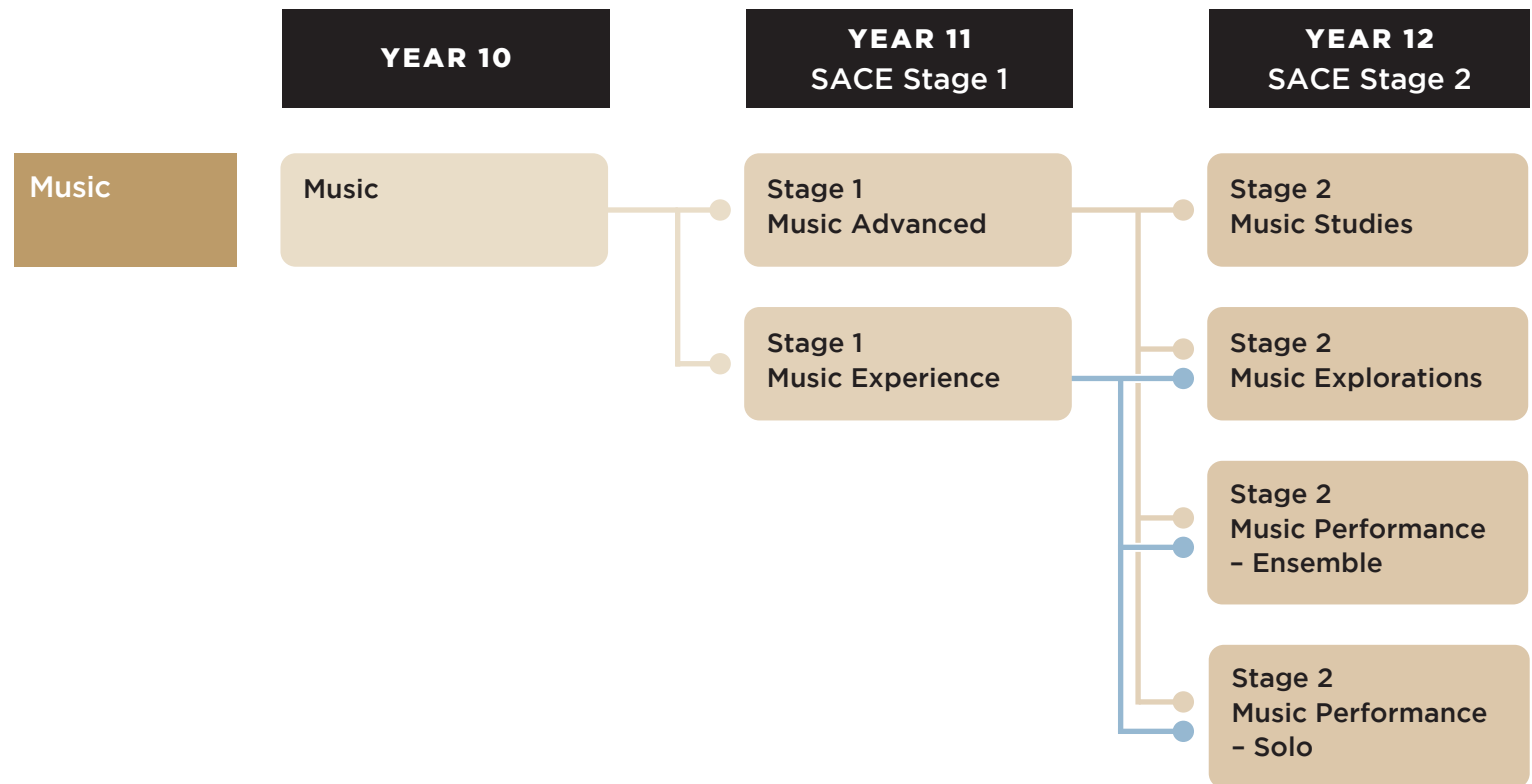 YEAR 10
YEAR 11
SACE Stage 1
YEAR 12
SACE Stage 2
Music
Music
Stage 1
Music Advanced
Stage 2
Music Studies
Stage 1
Music Experience
Stage 2
Music Explorations
Stage 2
Music Performance
– Ensemble
Stage 2
Music Performance
– Solo